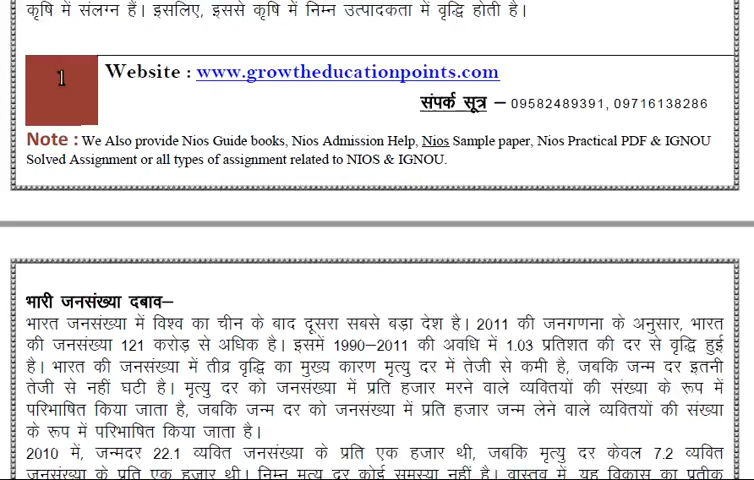 कृषि में संलग्न हैं। इसलिए, इससे कृषि में निम्न उत्पादकता में वृद्धि होती है।
1
Website : www.growtheducationpoints.com
संपर्क सूत्र – 09582489391, 09716138286
Note : We Also provide Nios Guide books, Nios Admission Help, Nios Sample paper, Nios Practical PDF & IGNOU
Solved Assignment or all types of assignment related to NIOS & IGNOU.
भारी जनसंख्या दबाव–
भारत जनसंख्या में विश्व का चीन के बाद दूसरा सबसे बड़ा देश है। 2011 की जनगणना के अनुसार, भारत
की जनसंख्या 121 करोड़ से अधिक है। इसमें 1990–2011 की अवधि में 1.03 प्रतिशत की दर से वृद्धि हुई
है। भारत की जनसंख्या में तीव्र वृद्धि का मुख्य कारण मृत्यु दर में तेजी से कमी है, जबकि जन्म दर इतनी
तेजी से नहीं घटी है। मृत्यु दर को जनसंख्या में प्रति हजार मरने वाले व्यक्तियों की संख्या के रूप में
परिभाषित किया जाता है, जबकि जन्म दर को जनसंख्या में प्रति हजार जन्म लेने वाले व्यक्तियों की संख्या
के रूप में परिभाषित किया जाता है।
2010 में, जन्मदर 22.1 व्यक्ति जनसंख्या के प्रति एक हजार थी, जबकि मृत्यु दर केवल 7.2 व्यक्ति
जनसंख्या के प्रति एक हजार थी। निम्न मृत्यु दर कोई समस्या नहीं है। वास्तव में यह विकास का प्रतीक